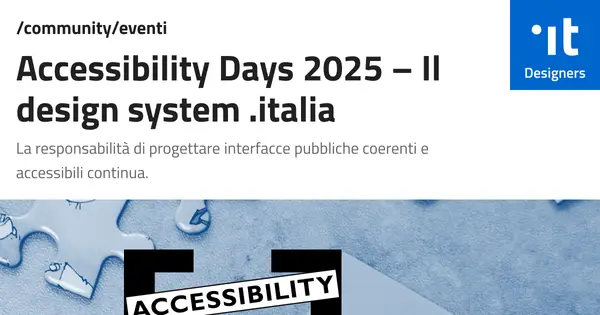 /community/eventi
Accessibility Days 2025 – Il
design system .italia
La responsabilità di progettare interfacce pubbliche coerenti e
accessibili continua.
·it
Designers
ACCESSIBILITY